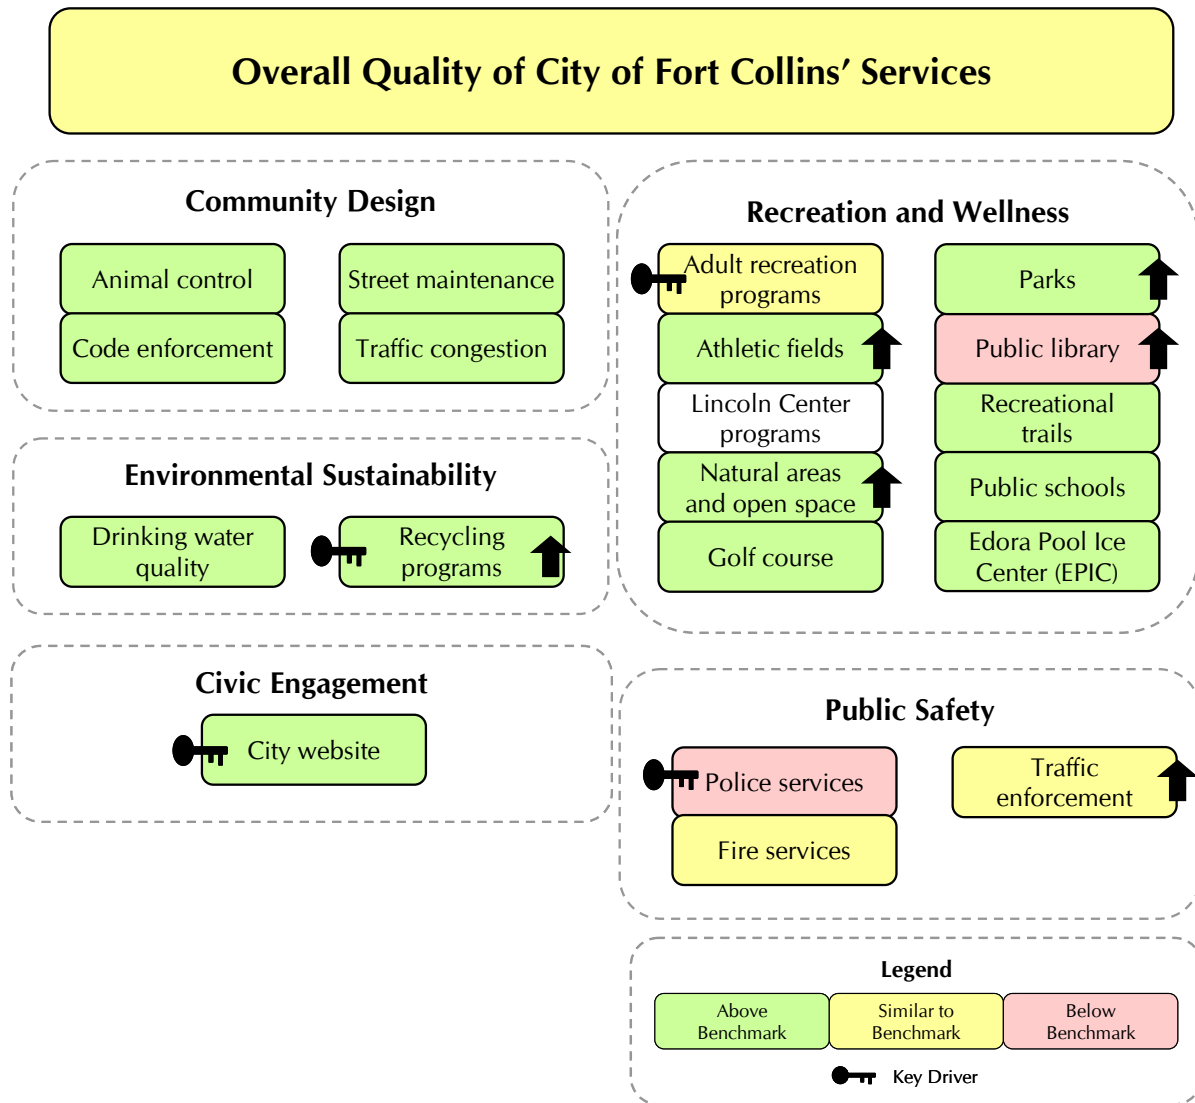 Overall Quality of City of Fort Collins’ Services
Community Design
Animal control
Street maintenance
Code enforcement
Traffic congestion
Environmental Sustainability
Drinking water
quality
Recycling
programs
Civic Engagement
City website
Recreation and Wellness
Adult recreation
programs
Athletic fields
Lincoln Center
programs
Natural areas
and open space
Golf course
Parks
Public library
Recreational
trails
Public schools
Edora Pool Ice
Center (EPIC)
Public Safety
Police services
Fire services
Traffic
enforcement
Legend
Above
Benchmark
Similar to
Benchmark
Below
Benchmark
Key Driver